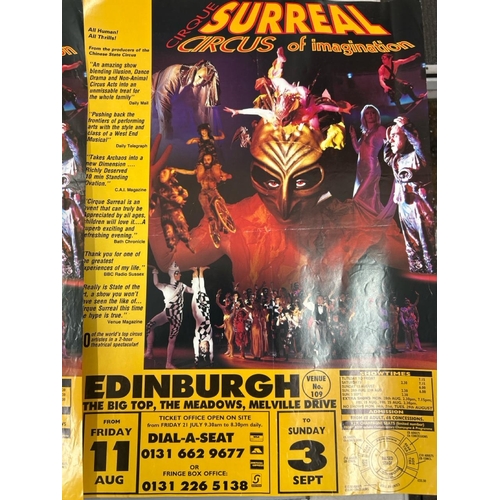 CIRQUE
SURREAL
CIRCUS of imagination
All Human!
All Thrills!
From the producers of the
Chinese State Circus
"An amazing show
blending illusion, Dance
Drama and Non-Animal
Circus Acts into an
unmissable treat for
the whole family"
Daily Mail
"Pushing back the
frontiers of performing
arts with the style and
class of a West End
Musical"
Daily Telegraph
"Takes Archaos into a
new Dimension ....
Richly Deserved
10 min Standing
Ovation."
C.A.I. Magazine
"Cirque Surreal is an
event that can truly be
Appreciated by all ages,
Children will love it....A
superb exciting and
refreshing evening."
Bath Chronicle
"Thank you for one of
the greatest
experiences of my life."
BBC Radio Sussex
Really is State of the
art, a show you won't
have seen the like of...
Cirque Surreal this time
the hype is true."
Venue Magazine
of the world's top circus
artistes in a 2-hour
theatrical spectacular!
EDINBURGH
VENUE
No.
109
THE BIG TOP, THE MEADOWS, MELVILLE DRIVE
FROM
FRIDAY
11
AUG
TICKET OFFICE OPEN ON SITE
from FRIDAY 21 JULY 9.30am to 8.30pm daily.
DIAL-A-SEAT
0131 662 9677
OR
FRINGE BOX OFFICE:
0131 226 5138
TO
SUNDAY
3
SEPT
SHOWTIMES
ADMISSION